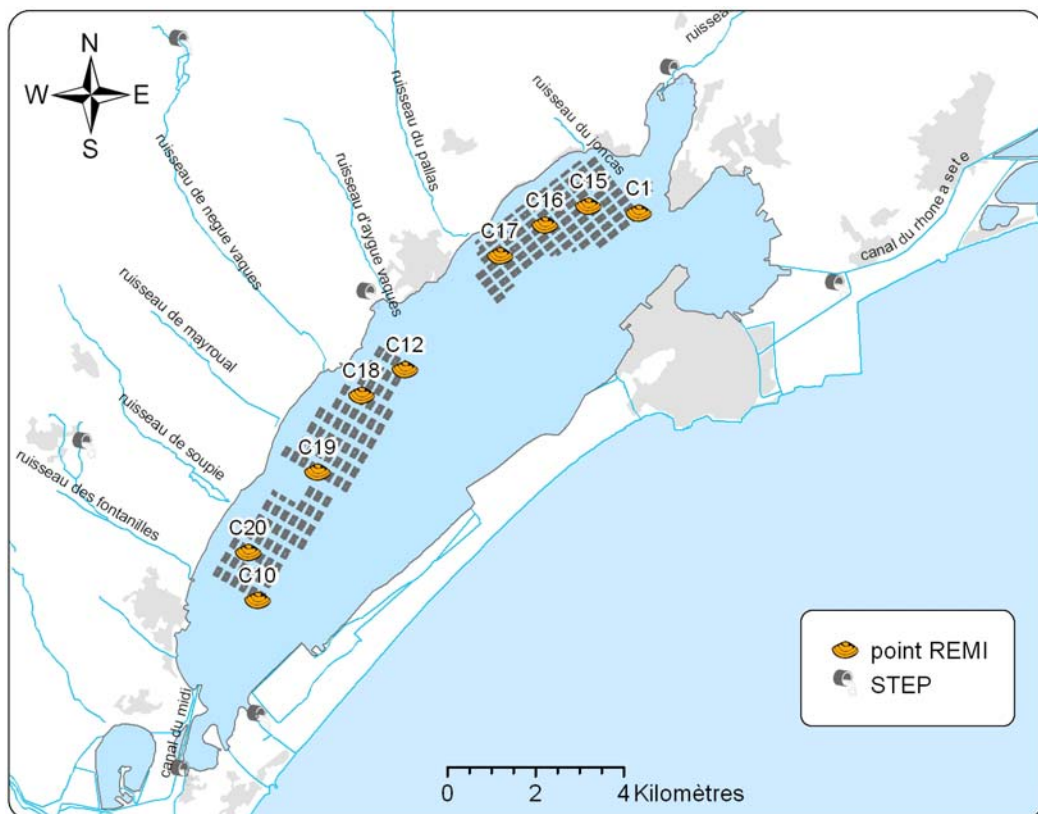 N
W E
S
ruisseau
ruisseau de negue vaques
ruisseau d'aygue vaques
ruisseau du pallas
ruisseau du joncas
canal du rhone a sete
C15
C1
C16
C17
C12
C18
ruisseau de mayroual
C19
ruisseau de soupie
ruisseau des fontanilles
C20
C10
canal du midi
point REMI
STEP
0 2 4 Kilomètres